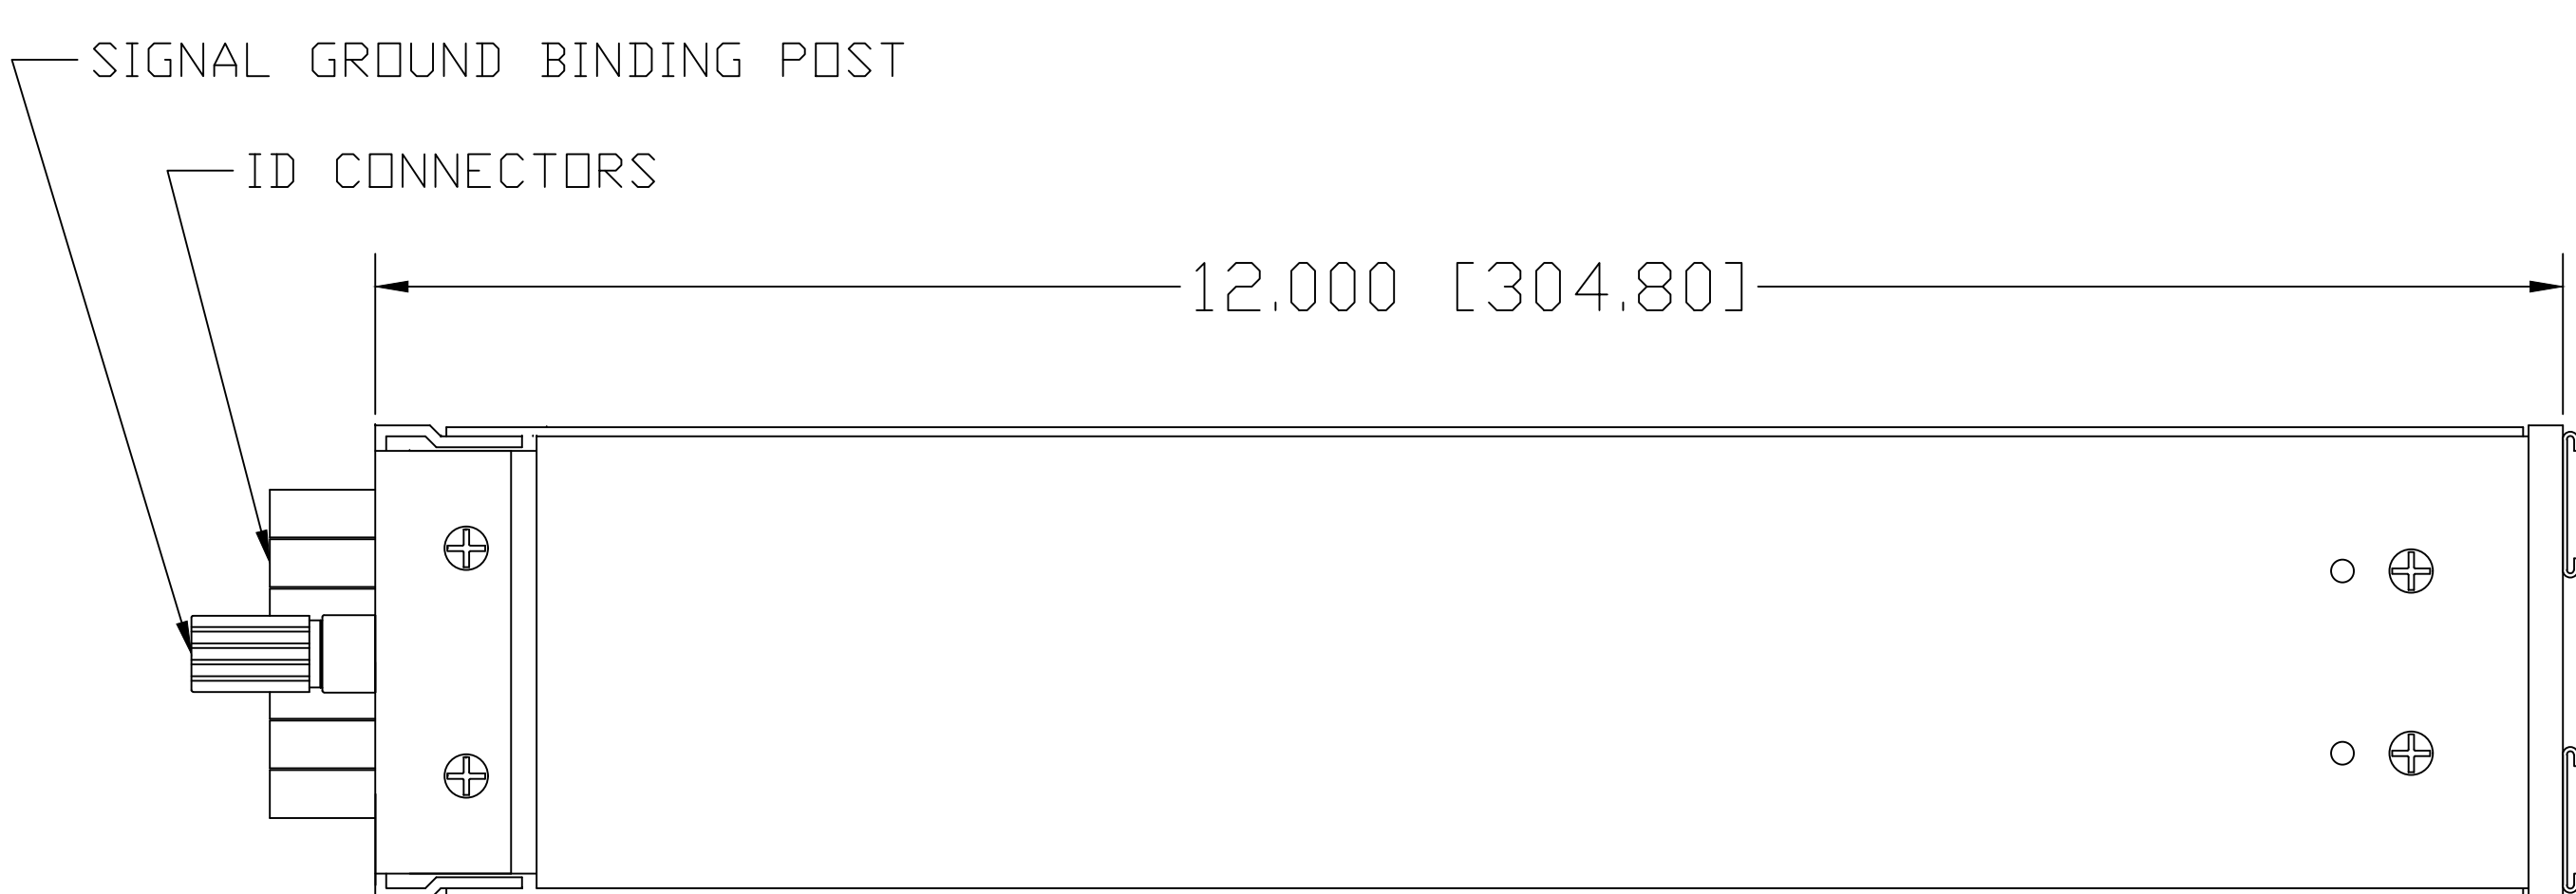 SIGNAL GROUND BINDING POST
ID CONNECTORS
12.000 [304.80]